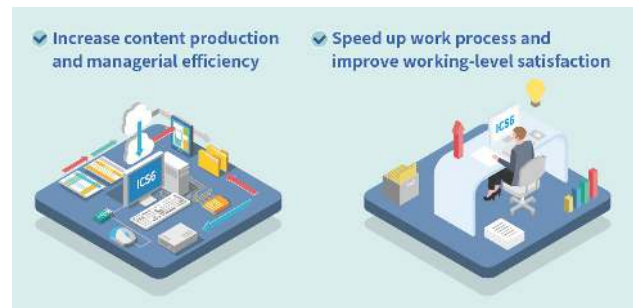 Increase content production
and managerial efficiency
Speed up work process and
improve working-level satisfaction
ICS6
ICS6